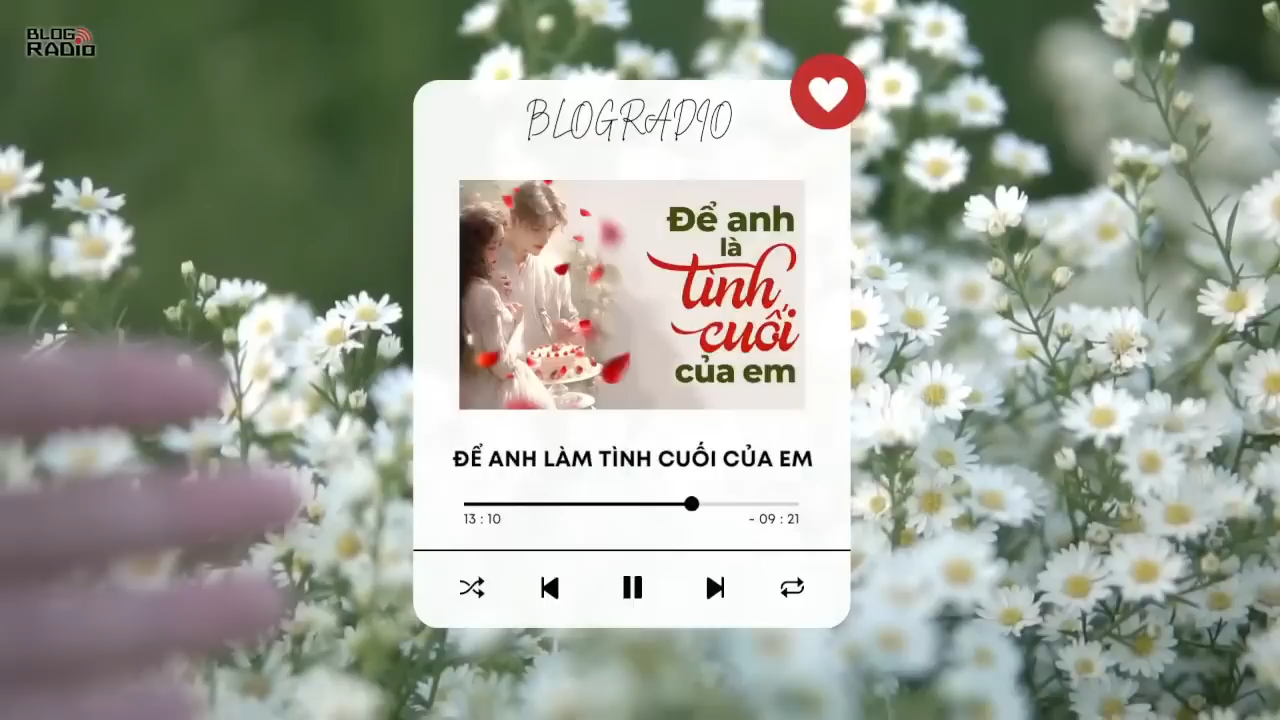 BLOG
RADIO
BLOGRADIO
Để anh
là
tình
cuối
của em
ĐỂ ANH LÀM TÌNH CUỐI CỦA EM
13 : 10
- 09 : 21